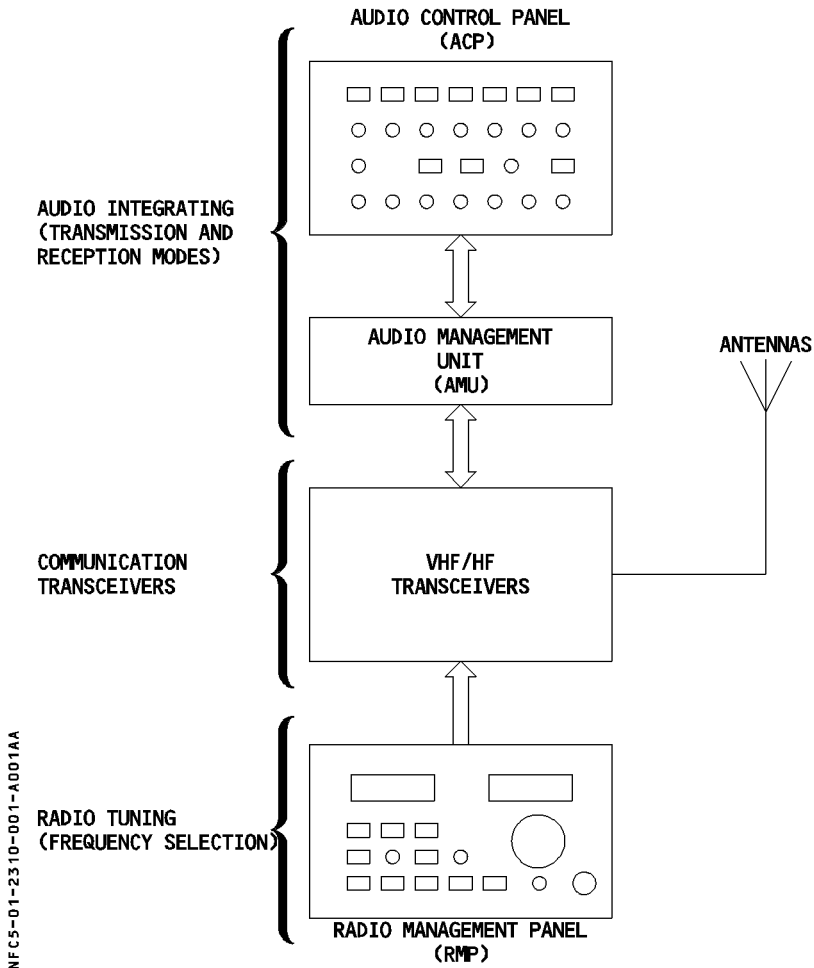 AUDIO CONTROL PANEL
(ACP)
AUDIO INTEGRATING
(TRANSMISSION AND
RECEPTION MODES)
AUDIO MANAGEMENT
UNIT
(AMU)
ANTENNAS
COMMUNICATION
TRANSCEIVERS
VHF/HF
TRANSCEIVERS
RADIO TUNING
(FREQUENCY SELECTION)
RADIO MANAGEMENT PANEL
(RMP)
NFC5-01-2310-001-A001AA